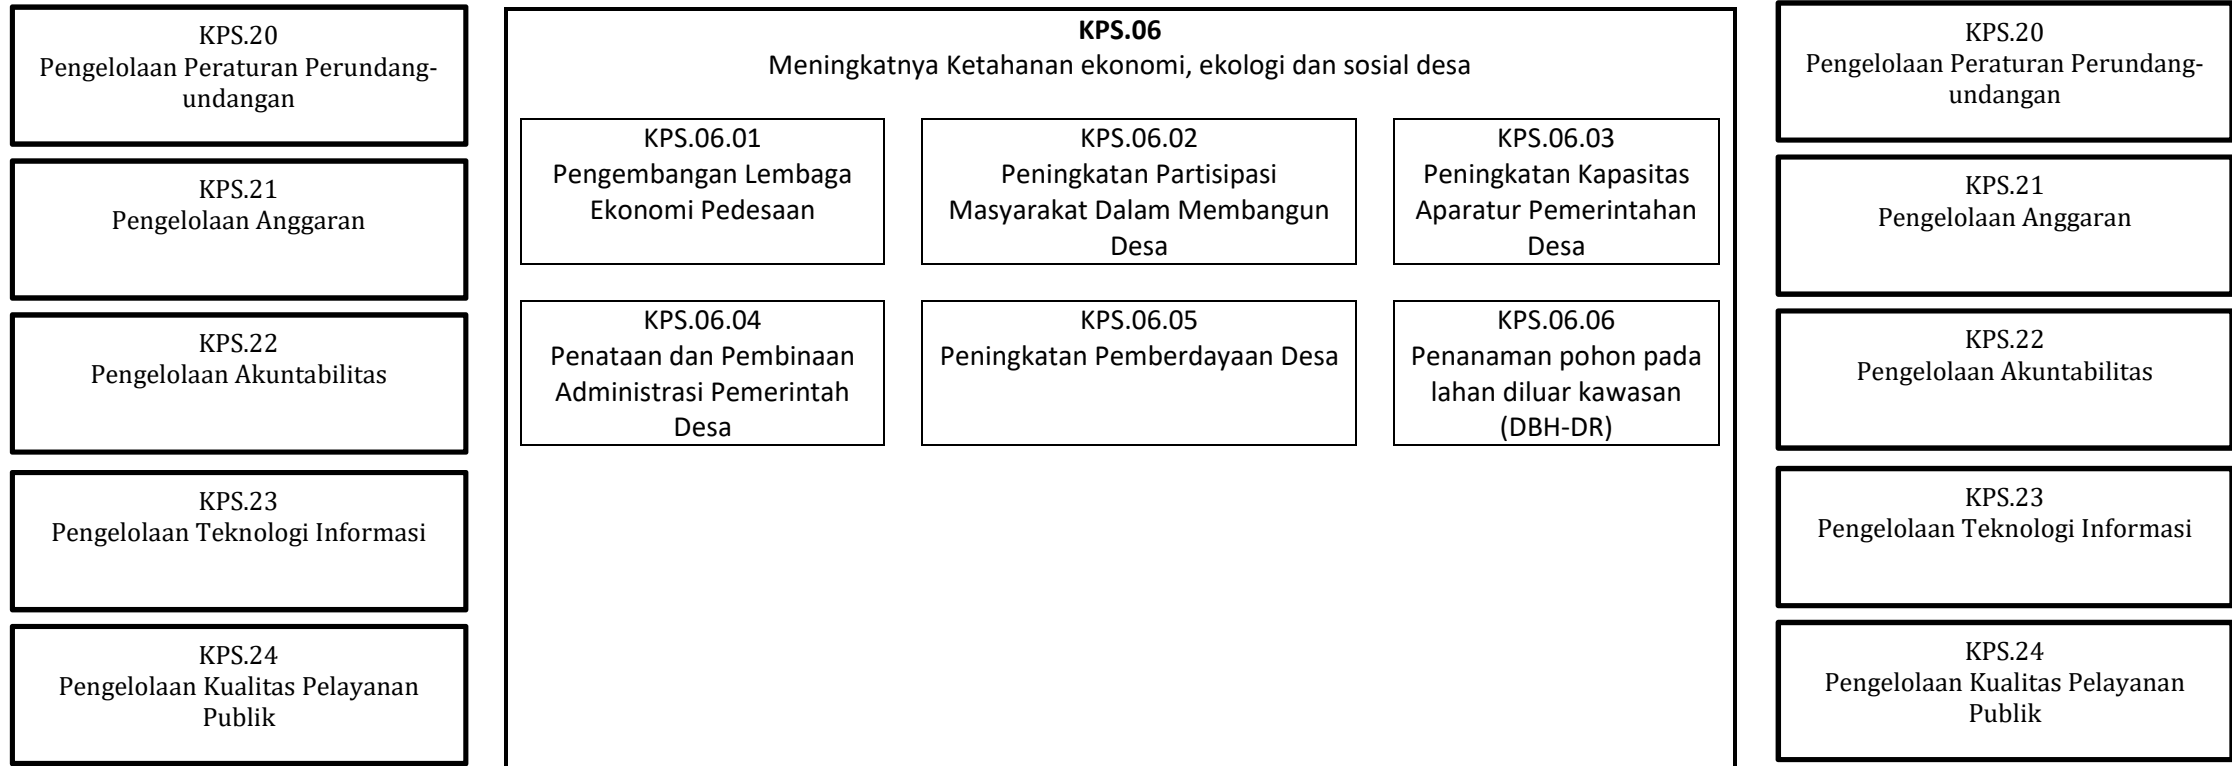 KPS.20
Pengelolaan Peraturan Perundang-
undangan
KPS.21
Pengelolaan Anggaran
KPS.22
Pengelolaan Akuntabilitas
KPS.23
Pengelolaan Teknologi Informasi
KPS.24
Pengelolaan Kualitas Pelayanan
Publik
KPS.06
Meningkatnya Ketahanan ekonomi, ekologi dan sosial desa
KPS.06.01
Pengembangan Lembaga
Ekonomi Pedesaan
KPS.06.02
Peningkatan Partisipasi
Masyarakat Dalam Membangun
Desa
KPS.06.03
Peningkatan Kapasitas
Aparatur Pemerintahan
Desa
KPS.06.04
Penataan dan Pembinaan
Administrasi Pemerintah
Desa
KPS.06.05
Peningkatan Pemberdayaan Desa
KPS.06.06
Penanaman pohon pada
lahan diluar kawasan
(DBH-DR)
KPS.20
Pengelolaan Peraturan Perundang-
undangan
KPS.21
Pengelolaan Anggaran
KPS.22
Pengelolaan Akuntabilitas
KPS.23
Pengelolaan Teknologi Informasi
KPS.24
Pengelolaan Kualitas Pelayanan
Publik